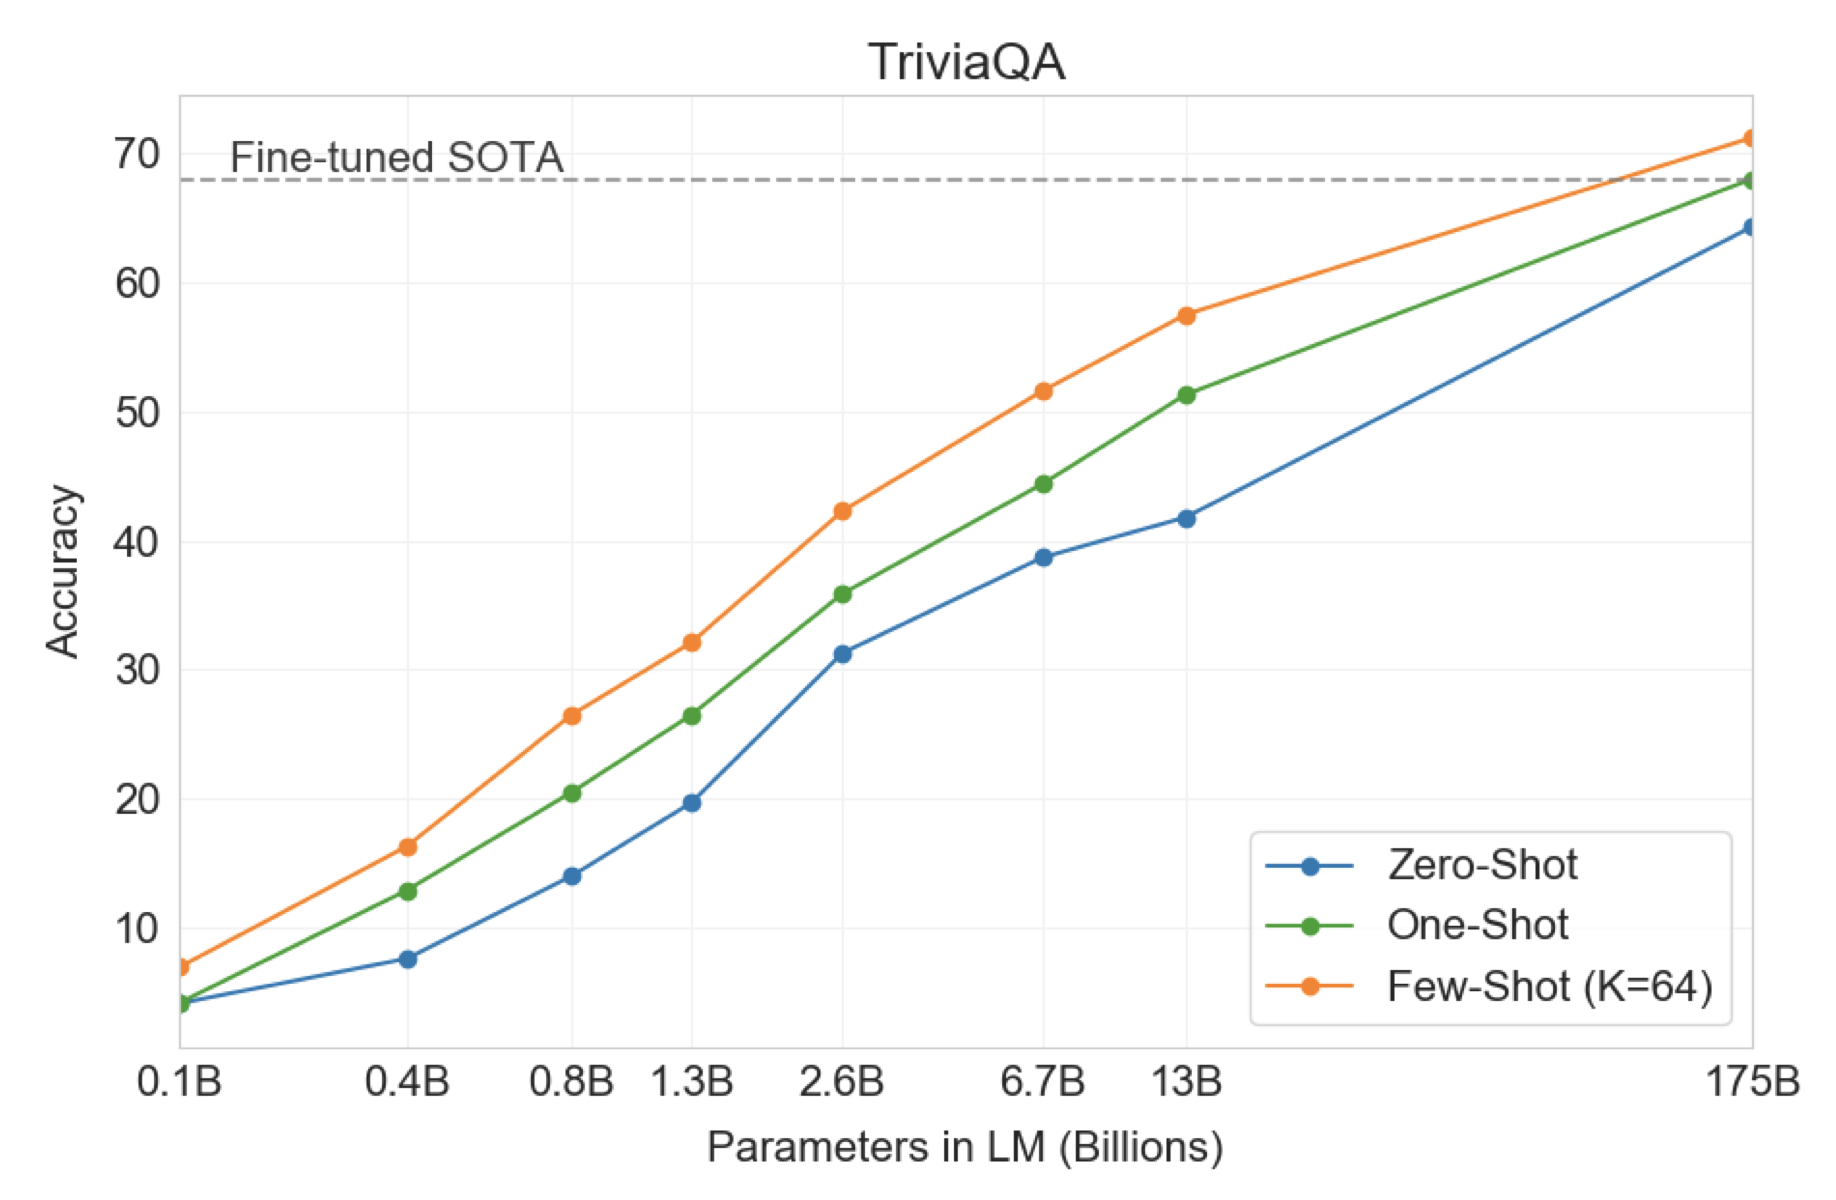 TriviaQA
Fine-tuned SOTA
70
60
50
40
30
20
10
Accuracy
0.1B 0.4B 0.8B 1.3B 2.6B 6.7B 13B 175B
Parameters in LM (Billions)
Zero-Shot
One-Shot
Few-Shot (K=64)